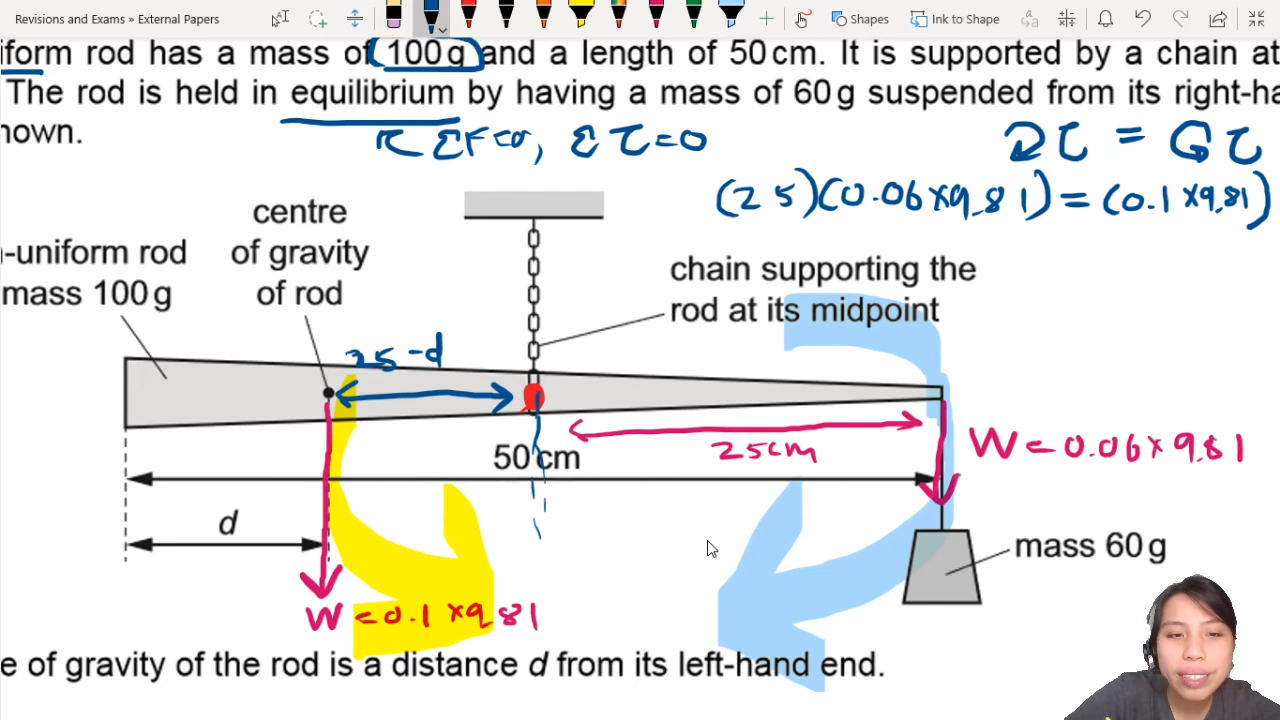 Revisions and Exams » External Papers
Shapes
Ink to Shape
iform rod has a mass of 100 g and a length of 50 cm. It is supported by a chain at
The rod is held in equilibrium by having a mass of 60 g suspended from its right-ha
nown.
ΣF=0, Στ=0
τ = τ
(25)(0.06×9.81)=(0.1×9.81)
centre
of gravity
of rod
-uniform rod
mass 100 g
chain supporting the
rod at its midpoint
25-d
25cm
50 cm
W=0.06×9.81
d
mass 60 g
W=0.1×9.81
e of gravity of the rod is a distance d from its left-hand end.